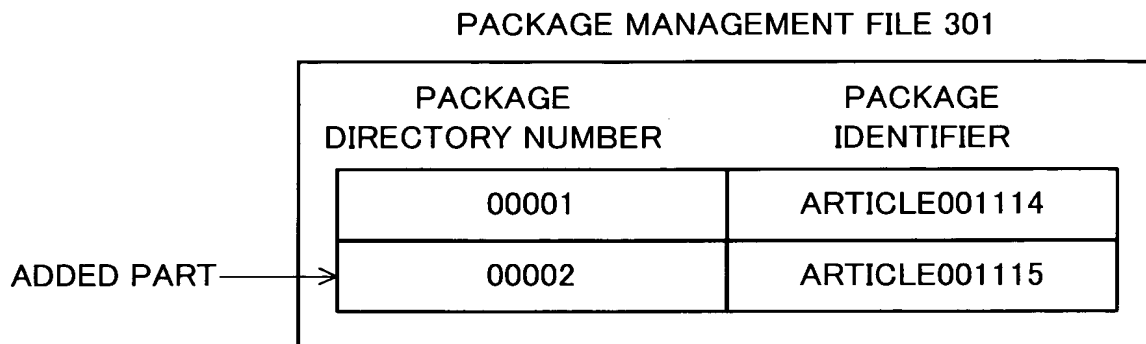 PACKAGE MANAGEMENT FILE 301
PACKAGE DIRECTORY NUMBER PACKAGE IDENTIFIER
00001 ARTICLE001114
ADDED PART 00002 ARTICLE001115